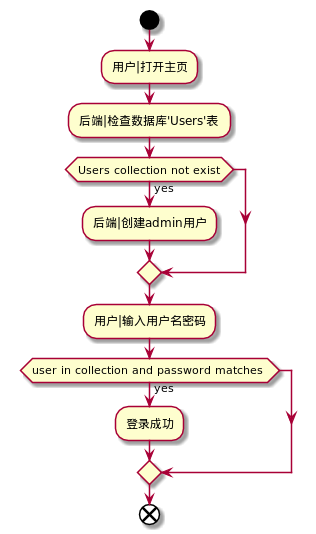 用户|打开主页
后端|检查数据库'Users'表
Users collection not exist
yes
后端|创建admin用户
用户|输入用户名密码
user in collection and password matches
yes
登录成功